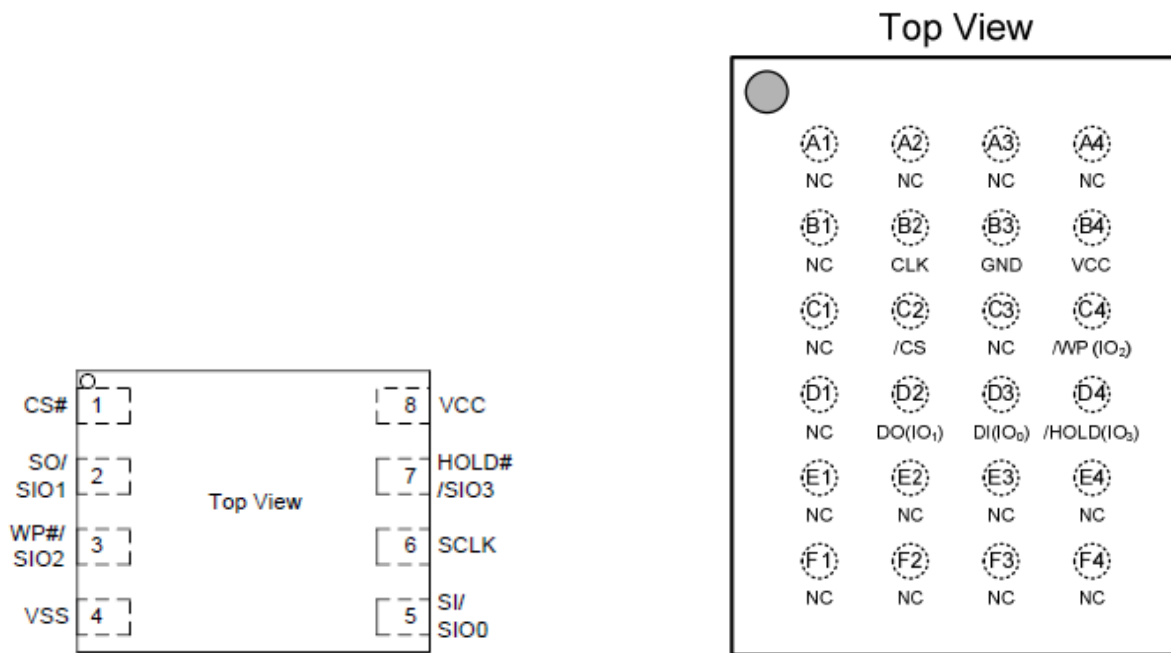 Top View
A1 A2 A3 A4
NC NC NC NC
B1 B2 B3 B4
NC CLK GND VCC
C1 C2 C3 C4
NC /CS NC /WP (IO₂)
D1 D2 D3 D4
NC DO(IO₁) DI(IO₀) /HOLD(IO₃)
E1 E2 E3 E4
NC NC NC NC
F1 F2 F3 F4
NC NC NC NC
CS# 1 8 VCC
SO/
SIO1 2 7 HOLD#
/SIO3
Top View
WP#/
SIO2 3 6 SCLK
VSS 4 5 SI/
SIO0